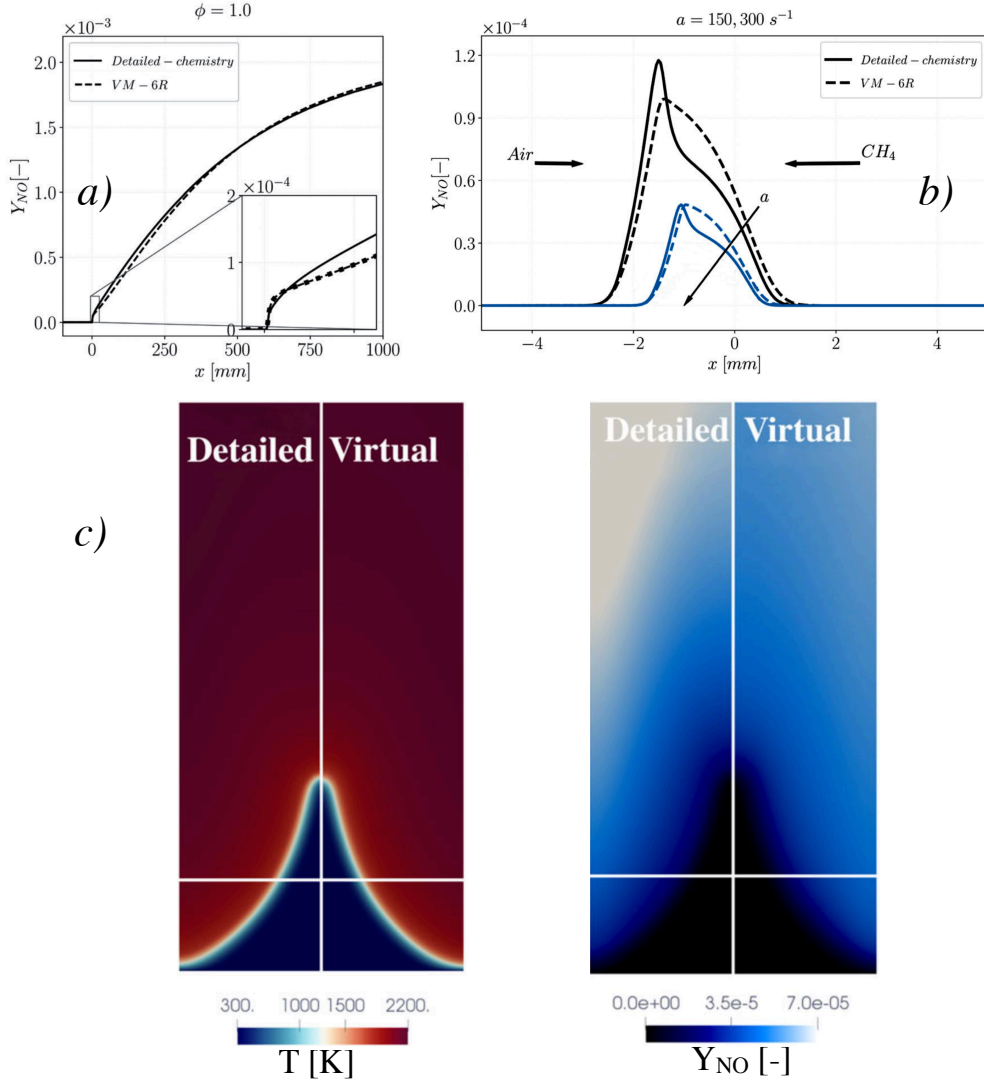 ϕ = 1.0
×10⁻³
2.0
1.5
1.0
0.5
0.0
Y_NO[−]
Detailed − chemistry
VM − 6R
a)
×10⁻⁴
2
1
0
0 250 500 750 1000
x [mm]
a = 150, 300 s⁻¹
×10⁻⁴
1.2
0.9
0.6
0.3
0.0
Y_NO[−]
Detailed − chemistry
VM − 6R
Air
CH₄
a
b)
−4 −2 0 2 4
x [mm]
c)
Detailed Virtual
300. 1000 1500 2200.
T [K]
Detailed Virtual
0.0e+00 3.5e-5 7.0e-05
Y_NO [-]